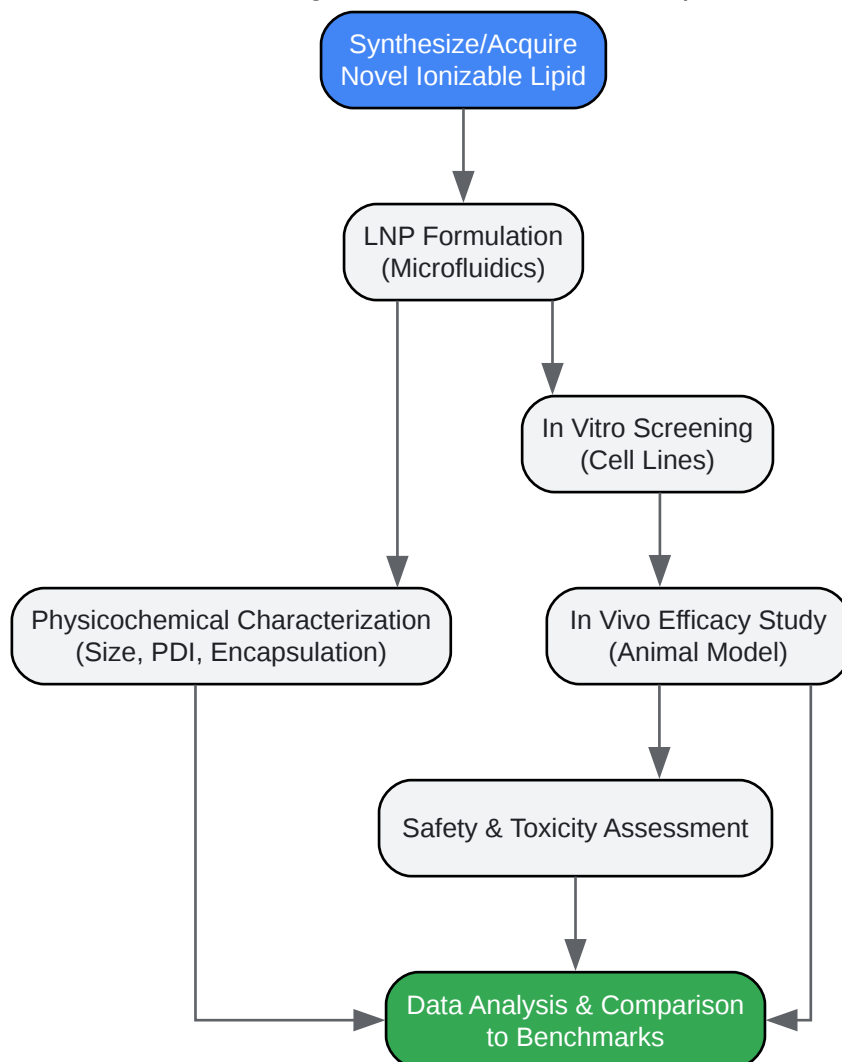 Synthesize/Acquire
Novel Ionizable Lipid
LNP Formulation
(Microfluidics)
In Vitro Screening
(Cell Lines)
Physicochemical Characterization
(Size, PDI, Encapsulation)
In Vivo Efficacy Study
(Animal Model)
Safety & Toxicity Assessment
Data Analysis & Comparison
to Benchmarks